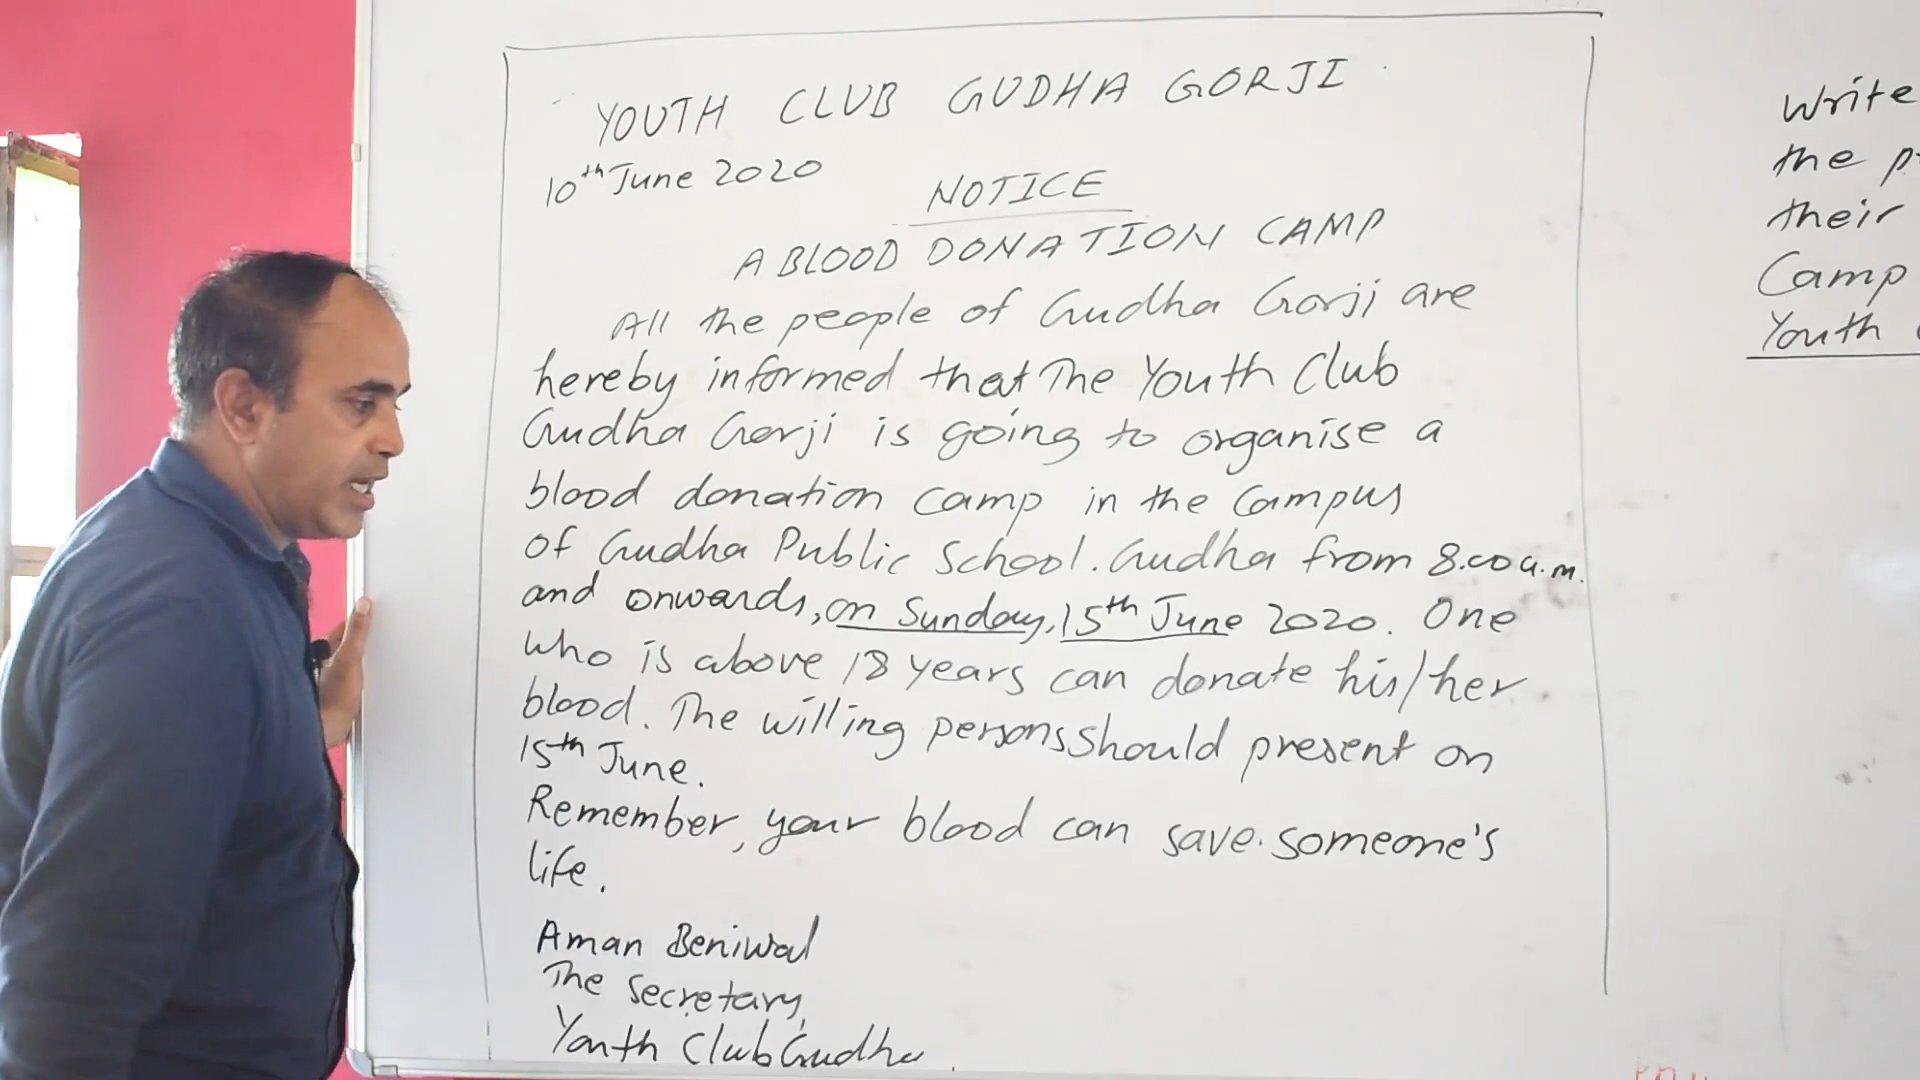 YOUTH CLUB GUDHA GORJI
10th June 2020
NOTICE
A BLOOD DONATION CAMP
All the people of Gudha Gorji are
hereby informed that The Youth Club
Gudha Gorji is going to organise a
blood donation camp in the campus
of Gudha Public School. Gudha from 8.00 a.m.
and onwards, on Sunday, 15th June 2020. One
who is above 18 years can donate his/her
blood. The willing persons should present on
15th June.
Remember, your blood can save someone's
life.
Aman Beniwal
The Secretary,
Youth Club Gudha.
Write
the
their
Camp
Youth